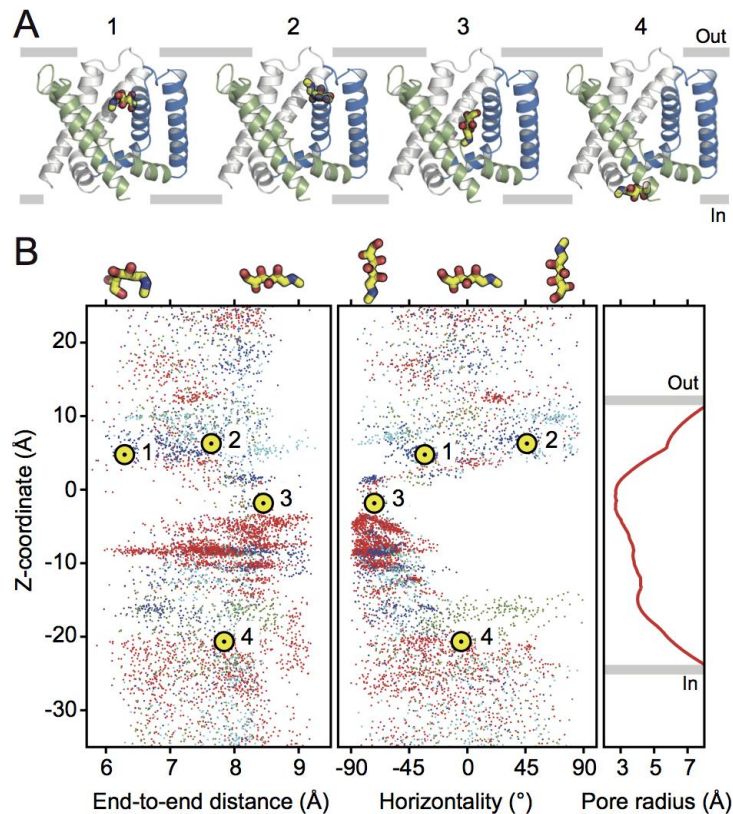 A
1 2 3 4
Out
In
B
20
10
0
-10
-20
-30
Z-coordinate (Å)
1 2
3
4
1 2
3
4
Out
In
6 7 8 9
-90 -45 0 45 90
3 5 7
End-to-end distance (Å) Horizontality (°) Pore radius (Å)